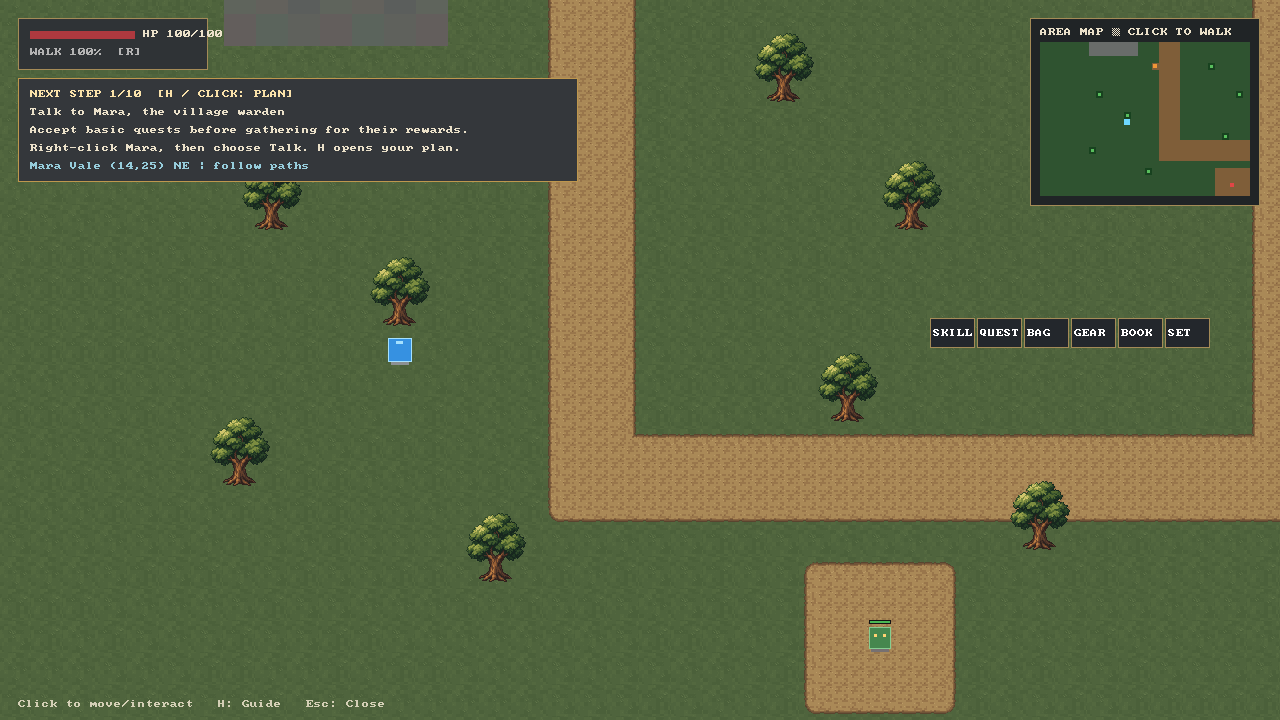 HP 100/100
WALK 100% [R]
NEXT STEP 1/10 [H / CLICK: PLAN]
Talk to Mara, the village warden
Accept basic quests before gathering for their rewards.
Right-click Mara, then choose Talk. H opens your plan.
Mara Vale (14,25) NE ¦ follow paths
AREA MAP ▒ CLICK TO WALK
SKILL QUEST BAG GEAR BOOK SET
Click to move/interact H: Guide Esc: Close